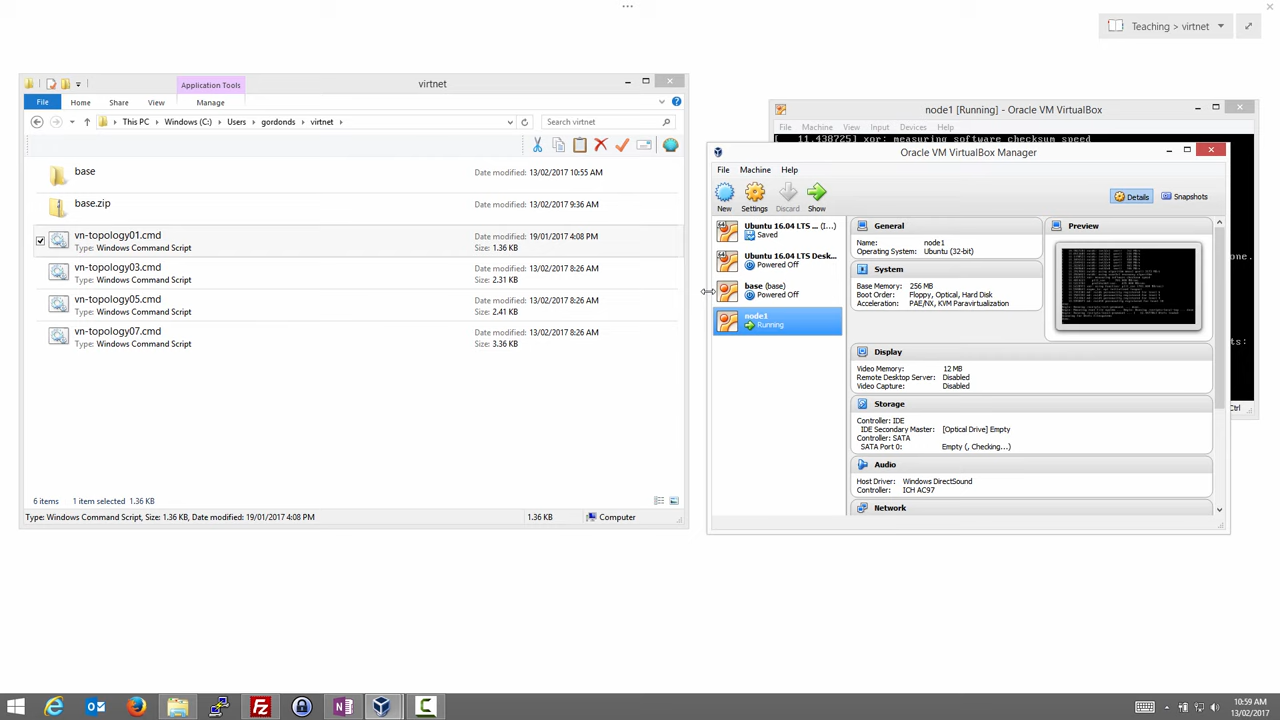 Teaching > virtnet
Application Tools
virtnet
File
Home
Share
View
Manage
This PC
Windows (C:)
Users
gordonds
virtnet
Search virtnet
base
Date modified: 13/02/2017 10:55 AM
base.zip
Date modified: 13/02/2017 9:36 AM
vn-topology01.cmd
Type: Windows Command Script
Date modified: 19/01/2017 4:08 PM
Size: 1.36 KB
vn-topology03.cmd
Type: Windows Command Script
Date modified: 13/02/2017 8:26 AM
Size: 2.31 KB
vn-topology05.cmd
Type: Windows Command Script
Date modified: 13/02/2017 8:26 AM
Size: 2.41 KB
vn-topology07.cmd
Type: Windows Command Script
Date modified: 13/02/2017 8:26 AM
Size: 3.36 KB
6 items
1 item selected 1.36 KB
Type: Windows Command Script, Size: 1.36 KB, Date modified: 19/01/2017 4:08 PM
1.36 KB
Computer
node1 [Running] - Oracle VM VirtualBox
File Machine View Input Devices Help
[ 11.438725] xor: measuring software checksum speed
one.
ts:
Ctrl
Oracle VM VirtualBox Manager
File Machine Help
New
Settings
Discard
Show
Details
Snapshots
Ubuntu 16.04 LTS ... (I...)
Saved
Ubuntu 16.04 LTS Desk...
Powered Off
base (base)
Powered Off
node1
Running
General
Name: node1
Operating System: Ubuntu (32-bit)
System
Base Memory: 256 MB
Boot Order: Floppy, Optical, Hard Disk
Acceleration: PAE/NX, KVM Paravirtualization
Preview
Display
Video Memory: 12 MB
Remote Desktop Server: Disabled
Video Capture: Disabled
Storage
Controller: IDE
IDE Secondary Master: [Optical Drive] Empty
Controller: SATA
SATA Port 0: Empty (, Checking...)
Audio
Host Driver: Windows DirectSound
Controller: ICH AC97
Network
10:59 AM
13/02/2017